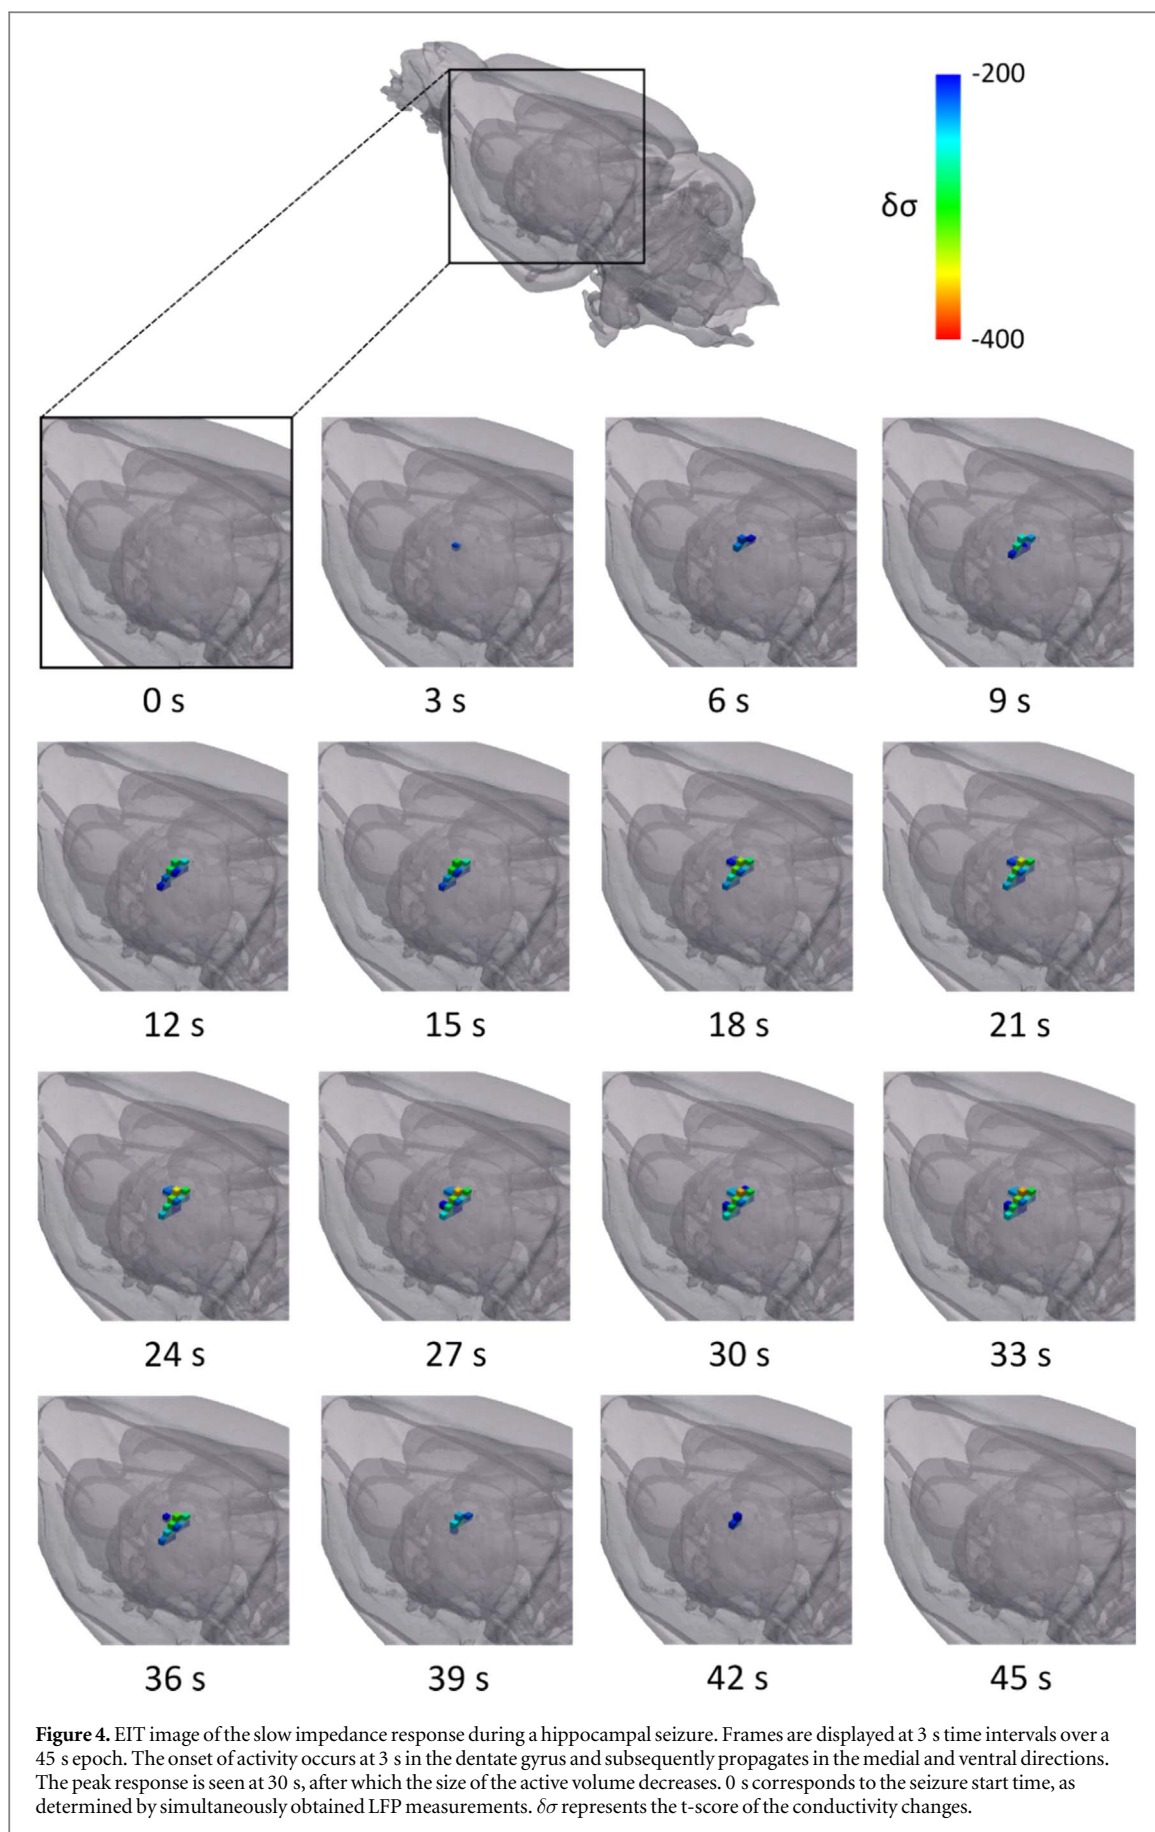 -200
δσ
-400
0 s
3 s
6 s
9 s
12 s
15 s
18 s
21 s
24 s
27 s
30 s
33 s
36 s
39 s
42 s
45 s
Figure 4. EIT image of the slow impedance response during a hippocampal seizure. Frames are displayed at 3 s time intervals over a
45 s epoch. The onset of activity occurs at 3 s in the dentate gyrus and subsequently propagates in the medial and ventral directions.
The peak response is seen at 30 s, after which the size of the active volume decreases. 0 s corresponds to the seizure start time, as
determined by simultaneously obtained LFP measurements. δσ represents the t-score of the conductivity changes.